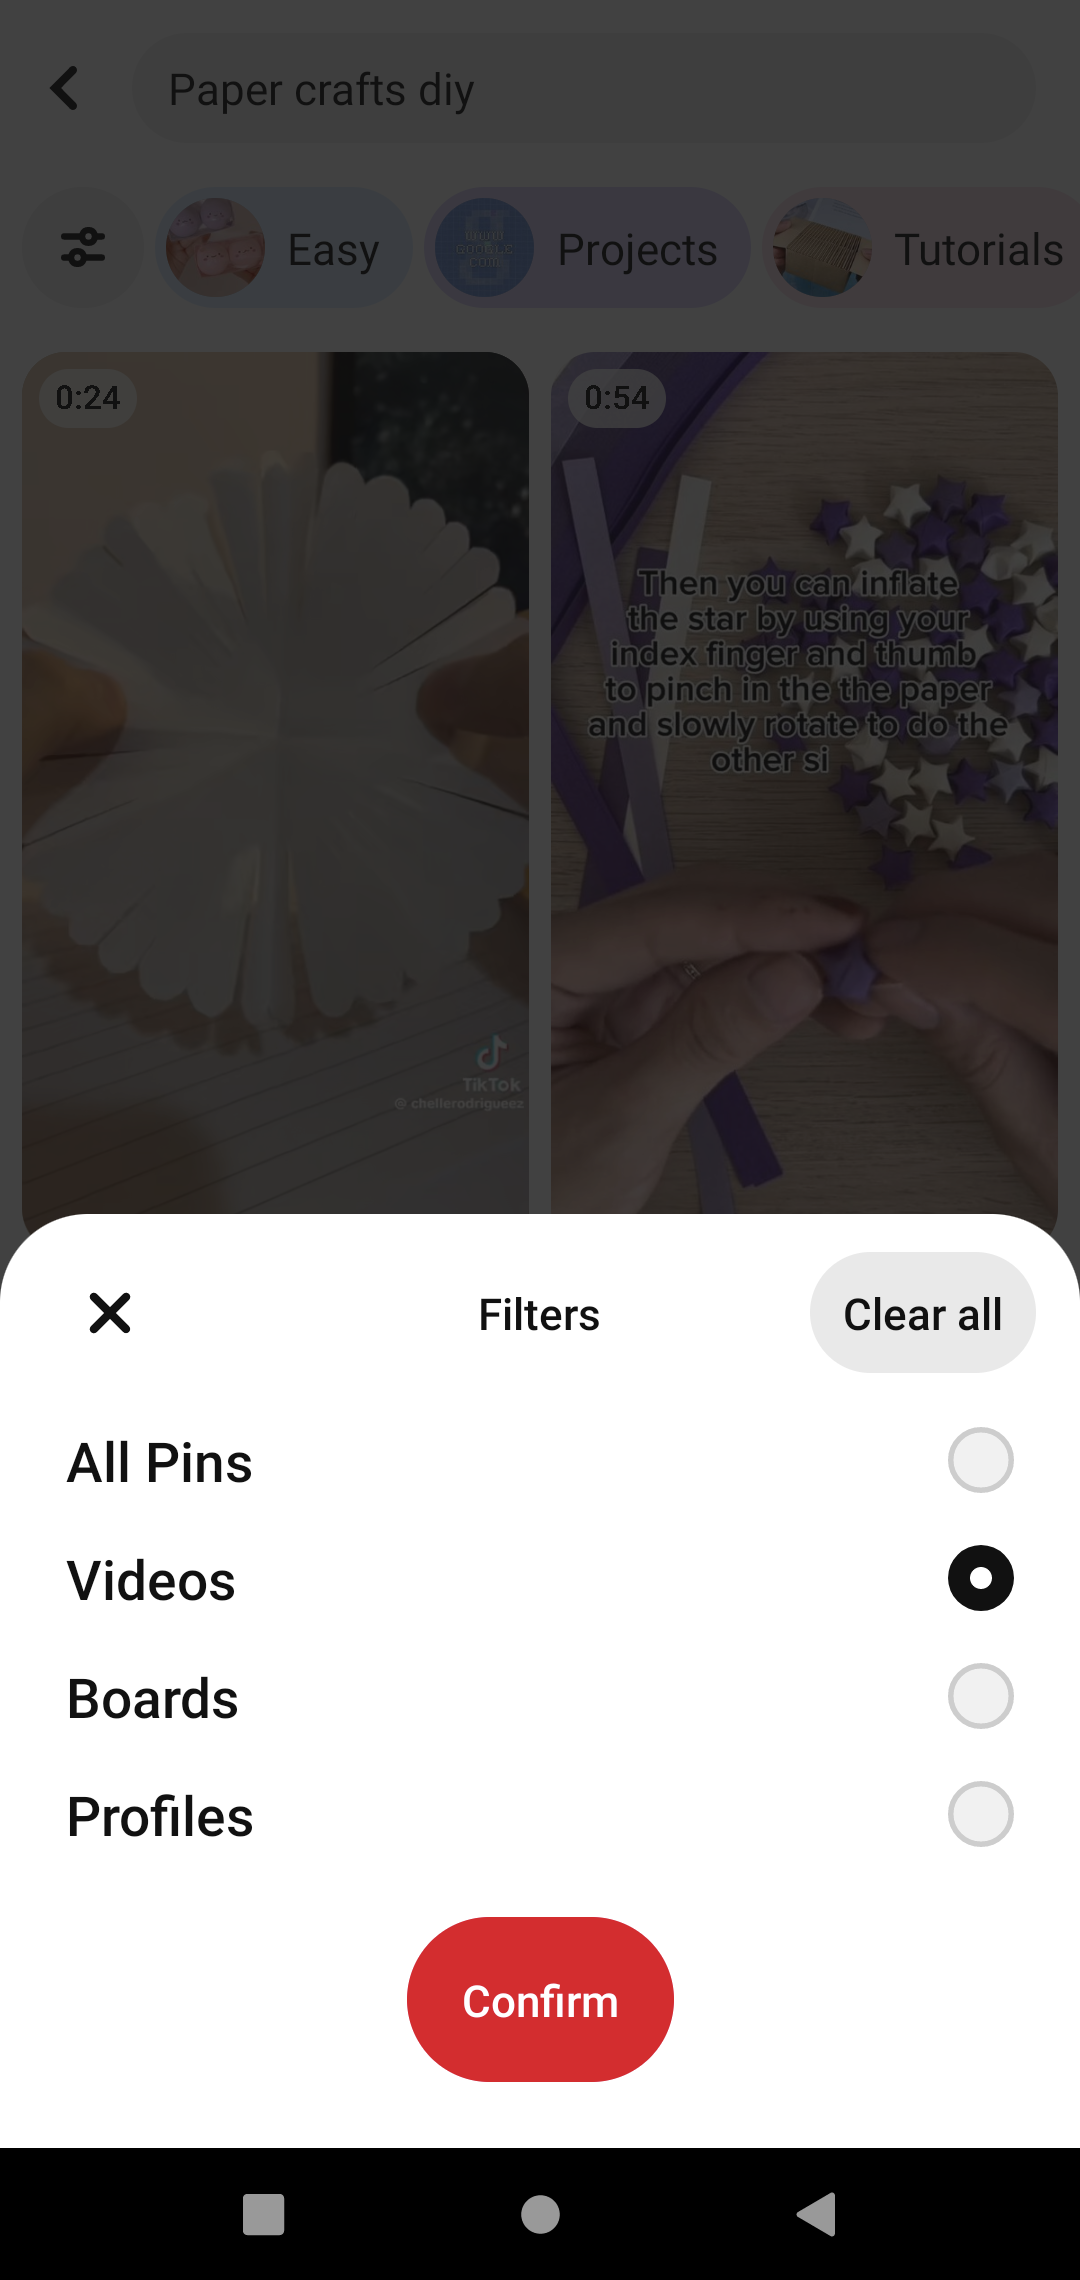 Paper crafts diy
Easy
Projects
Tutorials
0:24
0:54
Then you can inflate
the star by using your
index finger and thumb
to pinch in the the paper
and slowly rotate to do the
other si
TikTok
@ chellerodrigueez
Filters
Clear all
All Pins
Videos
Boards
Profiles
Confirm